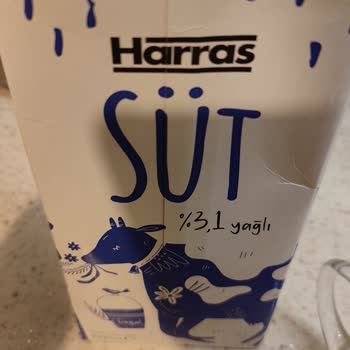 Harras
SÜT
%3,1 yağlı